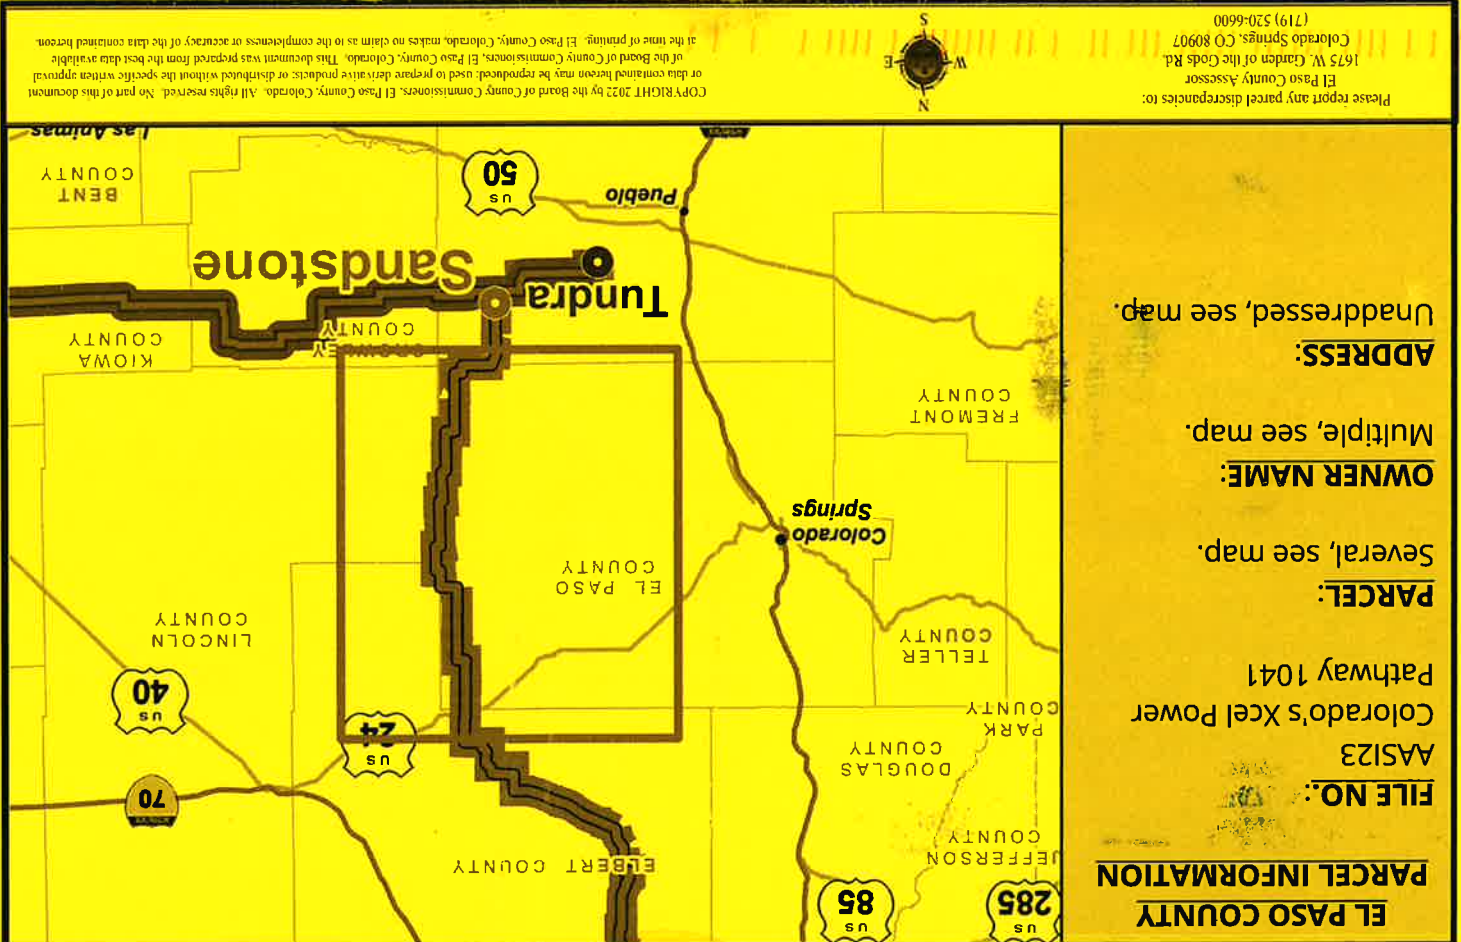 EL PASO COUNTY
PARCEL INFORMATION
FILE NO.:
AASI23
Colorado's Xcel Power
Pathway 1041
PARCEL:
Several, see map.
OWNER NAME:
Multiple, see map.
ADDRESS:
Unaddressed, see map.
US
285
US
85
JEFFERSON
COUNTY
ELBERT COUNTY
70
DOUGLAS
COUNTY
US
24
PARK
COUNTY
US
40
TELLER
COUNTY
LINCOLN
COUNTY
EL PASO
COUNTY
Colorado
Springs
FREMONT
COUNTY
CROWLEY
COUNTY
KIOWA
COUNTY
Tundra
Sandstone
Pueblo
US
50
BENT
COUNTY
Las Animas
Please report any parcel discrepancies to:
El Paso County Assessor
1675 W. Garden of the Gods Rd.
Colorado Springs, CO 80907
(719) 520-6600
N
W
E
S
COPYRIGHT 2022 by the Board of County Commissioners, El Paso County, Colorado. All rights reserved. No part of this document
or data contained hereon may be reproduced; used to prepare derivative products; or distributed without the specific written approval
of the Board of County Commissioners, El Paso County, Colorado. This document was prepared from the best data available
at the time of printing. El Paso County, Colorado, makes no claim as to the completeness or accuracy of the data contained hereon.